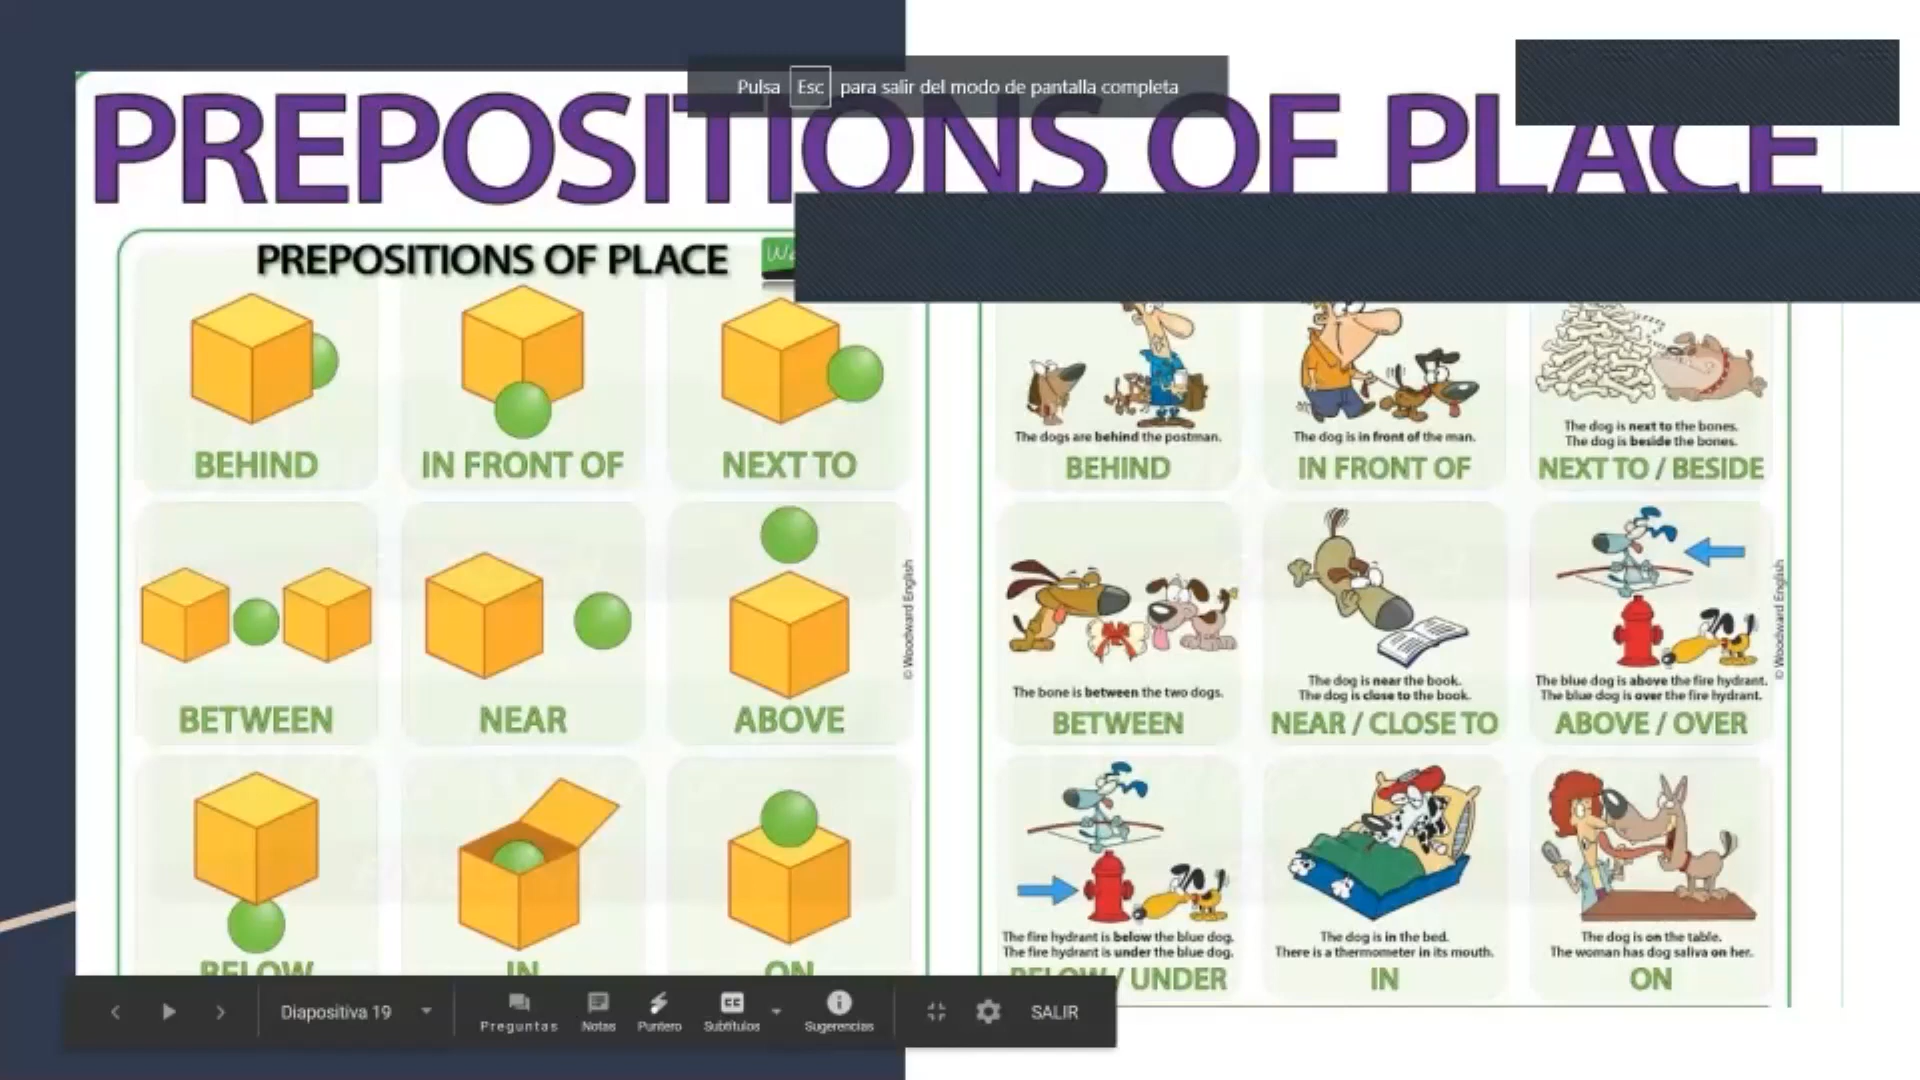 Pulsa Esc para salir del modo de pantalla completa
PREPOSITIONS OF PLACE
PREPOSITIONS OF PLACE
BEHIND
IN FRONT OF
NEXT TO
BETWEEN
NEAR
ABOVE
© Woodward English
BELOW
IN
ON
The dogs are behind the postman.
BEHIND
The dog is in front of the man.
IN FRONT OF
The dog is next to the bones.
The dog is beside the bones.
NEXT TO / BESIDE
The bone is between the two dogs.
BETWEEN
The dog is near the book.
The dog is close to the book.
NEAR / CLOSE TO
The blue dog is above the fire hydrant.
The blue dog is over the fire hydrant.
ABOVE / OVER
© Woodward English
The fire hydrant is below the blue dog.
The fire hydrant is under the blue dog.
BELOW / UNDER
The dog is in the bed.
There is a thermometer in its mouth.
IN
The dog is on the table.
The woman has dog saliva on her.
ON
Diapositiva 19
Preguntas
Notas
Puntero
CC
Subtítulos
Sugerencias
SALIR